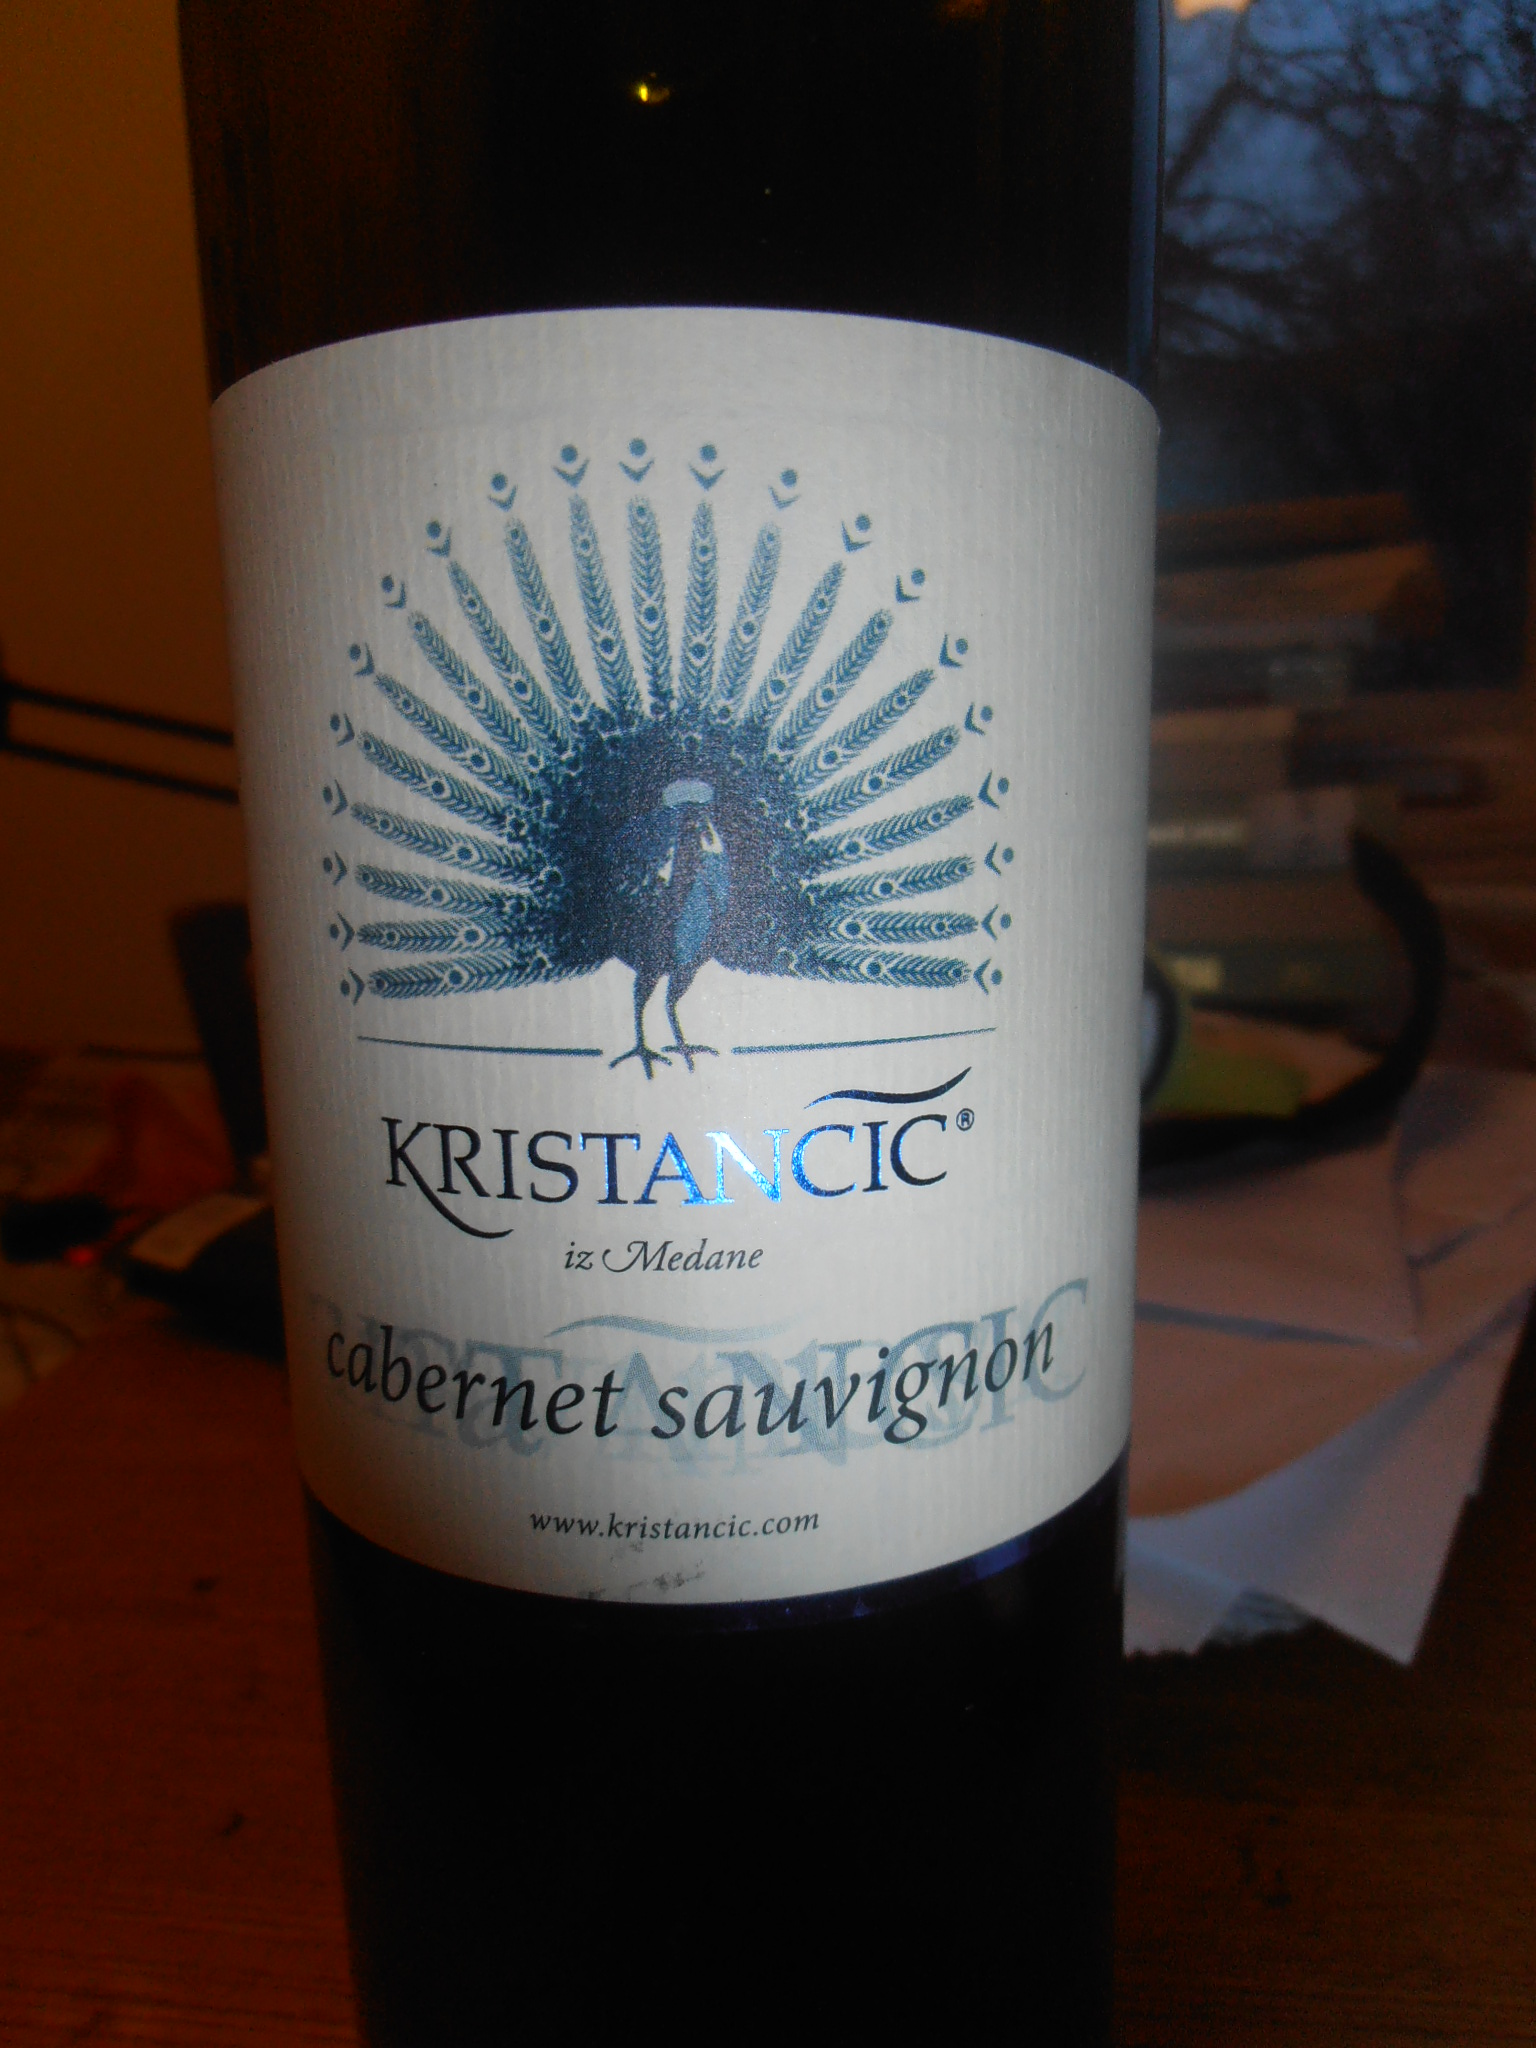 KRISTANCIC®
iz Medane
cabernet sauvignon
www.kristancic.com